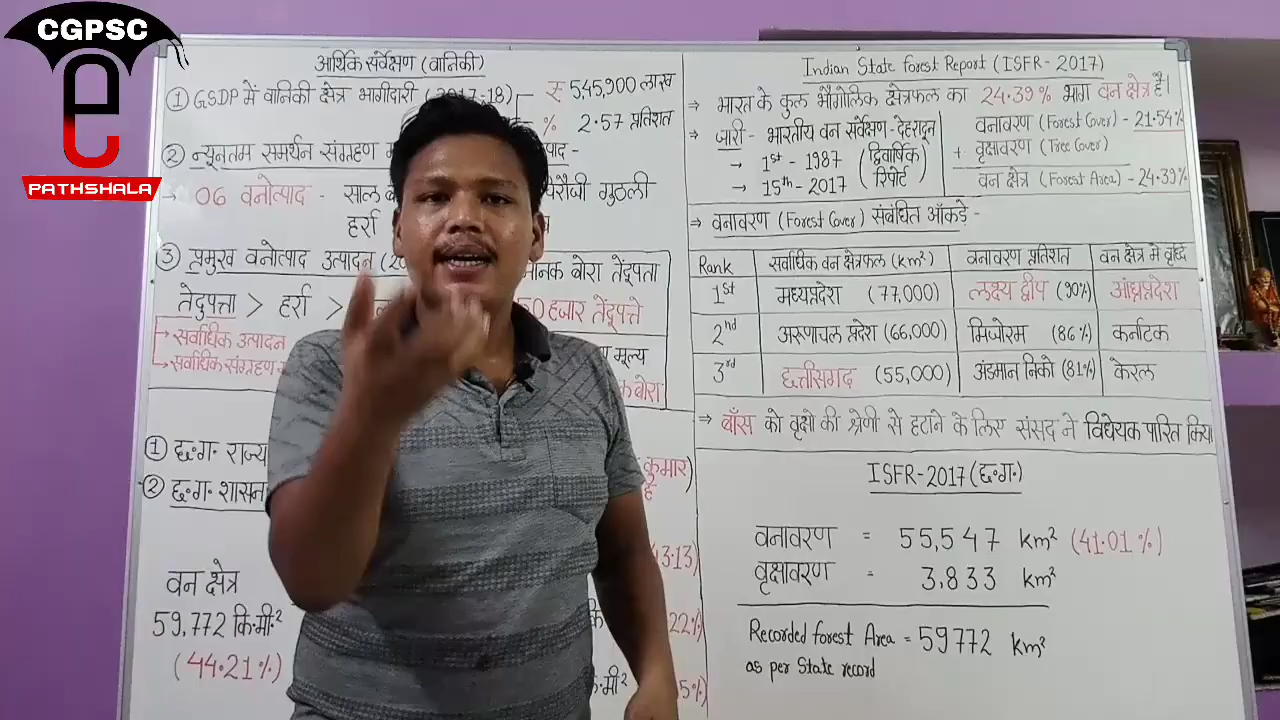 CGPSC
e
PATHSHALA
आर्थिक सर्वेक्षण (वानिकी)
① GSDP में वानिकी क्षेत्र भागीदारी (2017-18)
₹ 545,900 लाख
% 2.57 प्रतिशत
② न्यूनतम समर्थन संग्रहण
→ 06 वनोत्पाद - साल
गुठली
हर्रा
③ प्रमुख वनोत्पाद उत्पादन
मानक बोरा तेंदूपता
तेंदुपत्ता > हर्रा >
हजार तेंदूपत्ते
सर्वाधिक उत्पादन
मूल्य
सर्वाधिक संग्रहण
बोरा
① छ.ग. राज्य
कुमार)
② छ.ग. शासन
43.13)
वन क्षेत्र
59,772 कि.मी.²
22%)
(44.21%)
5%)
Indian State Forest Report (ISFR-2017)
⇒ भारत के कुल भौगोलिक क्षेत्रफल का 24.39% भाग वन क्षेत्र है।
⇒ जारी - भारतीय वन सर्वेक्षण - देहरादून
→ 1st - 1987 (द्विवार्षिक
→ 15th - 2017 रिपोर्ट)
वनावरण (Forest Cover) - 21.54%
+ वृक्षावरण (Tree Cover)
वन क्षेत्र (Forest Area) - 24.39%
⇒ वनावरण (Forest Cover) संबंधित आँकड़े -
Rank सर्वाधिक वन क्षेत्रफल (Km²) वनावरण प्रतिशत वन क्षेत्र में वृद्धि
1st मध्यप्रदेश (77,000) लक्ष्य द्वीप (90%) आंध्रप्रदेश
2nd अरूणाचल प्रदेश (66,000) मिजोरम (86%) कर्नाटक
3rd छत्तीसगढ (55,000) अंडमान निको (81%) केरल
⇒ बाँस को वृक्षो की श्रेणी से हटाने के लिए संसद ने विधेयक पारित किया
ISFR-2017 (छ.ग.)
वनावरण = 55,547 km² (41.01%)
वृक्षावरण = 3,833 km²
Recorded forest Area = 59772 km²
as per State record